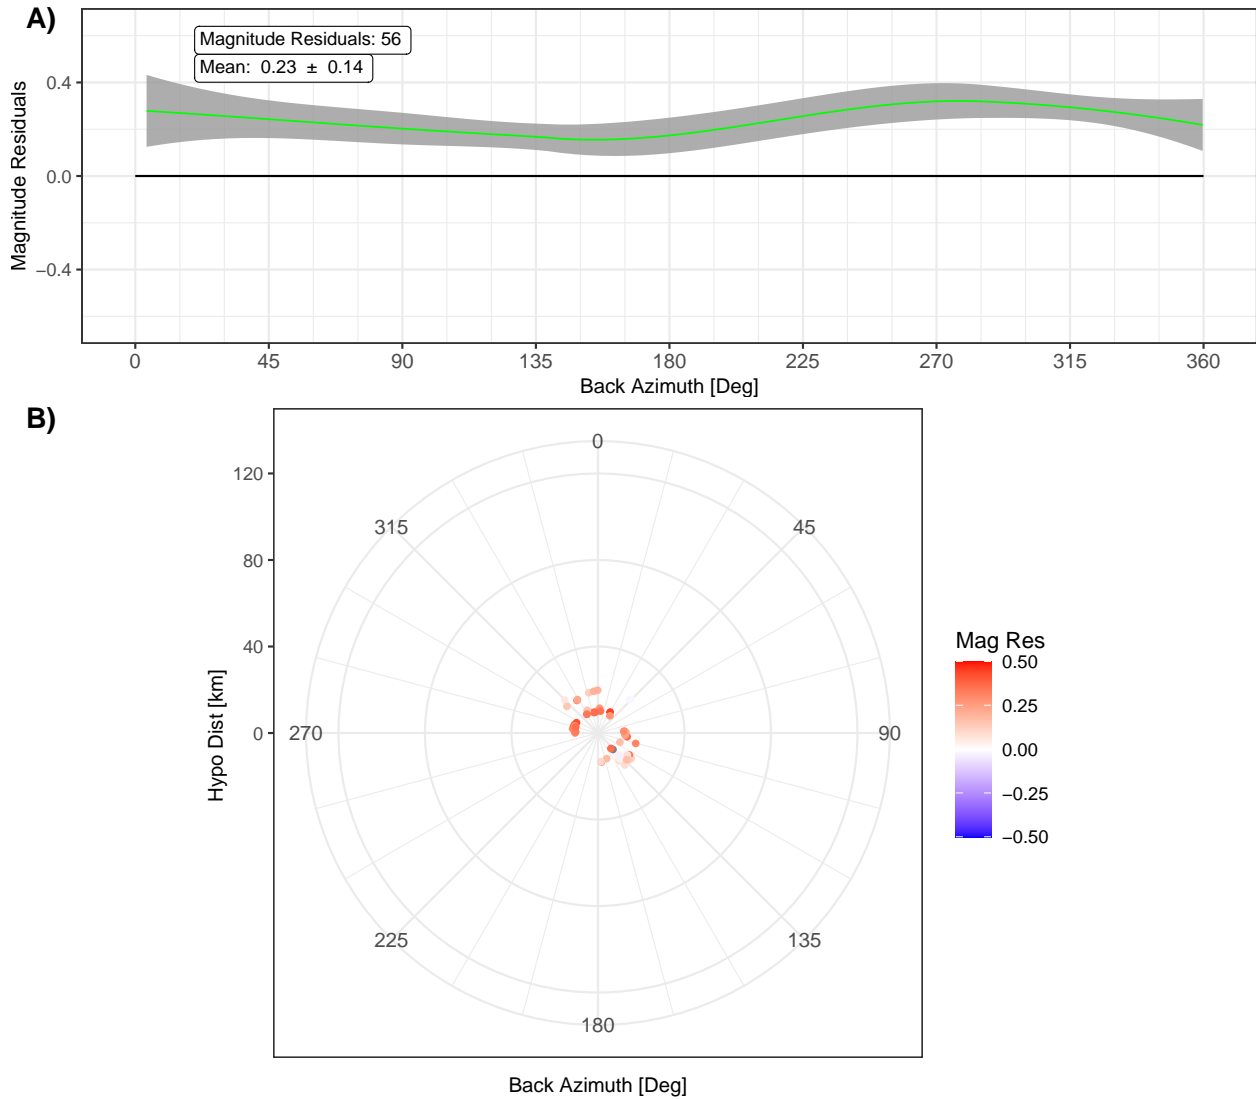 A)
Magnitude Residuals: 56
Mean: 0.23 ± 0.14
Magnitude Residuals
0.4
0.0
−0.4
0 45 90 135 180 225 270 315 360
Back Azimuth [Deg]
B)
Hypo Dist [km]
120
80
40
0
0
45
90
135
180
225
270
315
Back Azimuth [Deg]
Mag Res
0.50
0.25
0.00
−0.25
−0.50